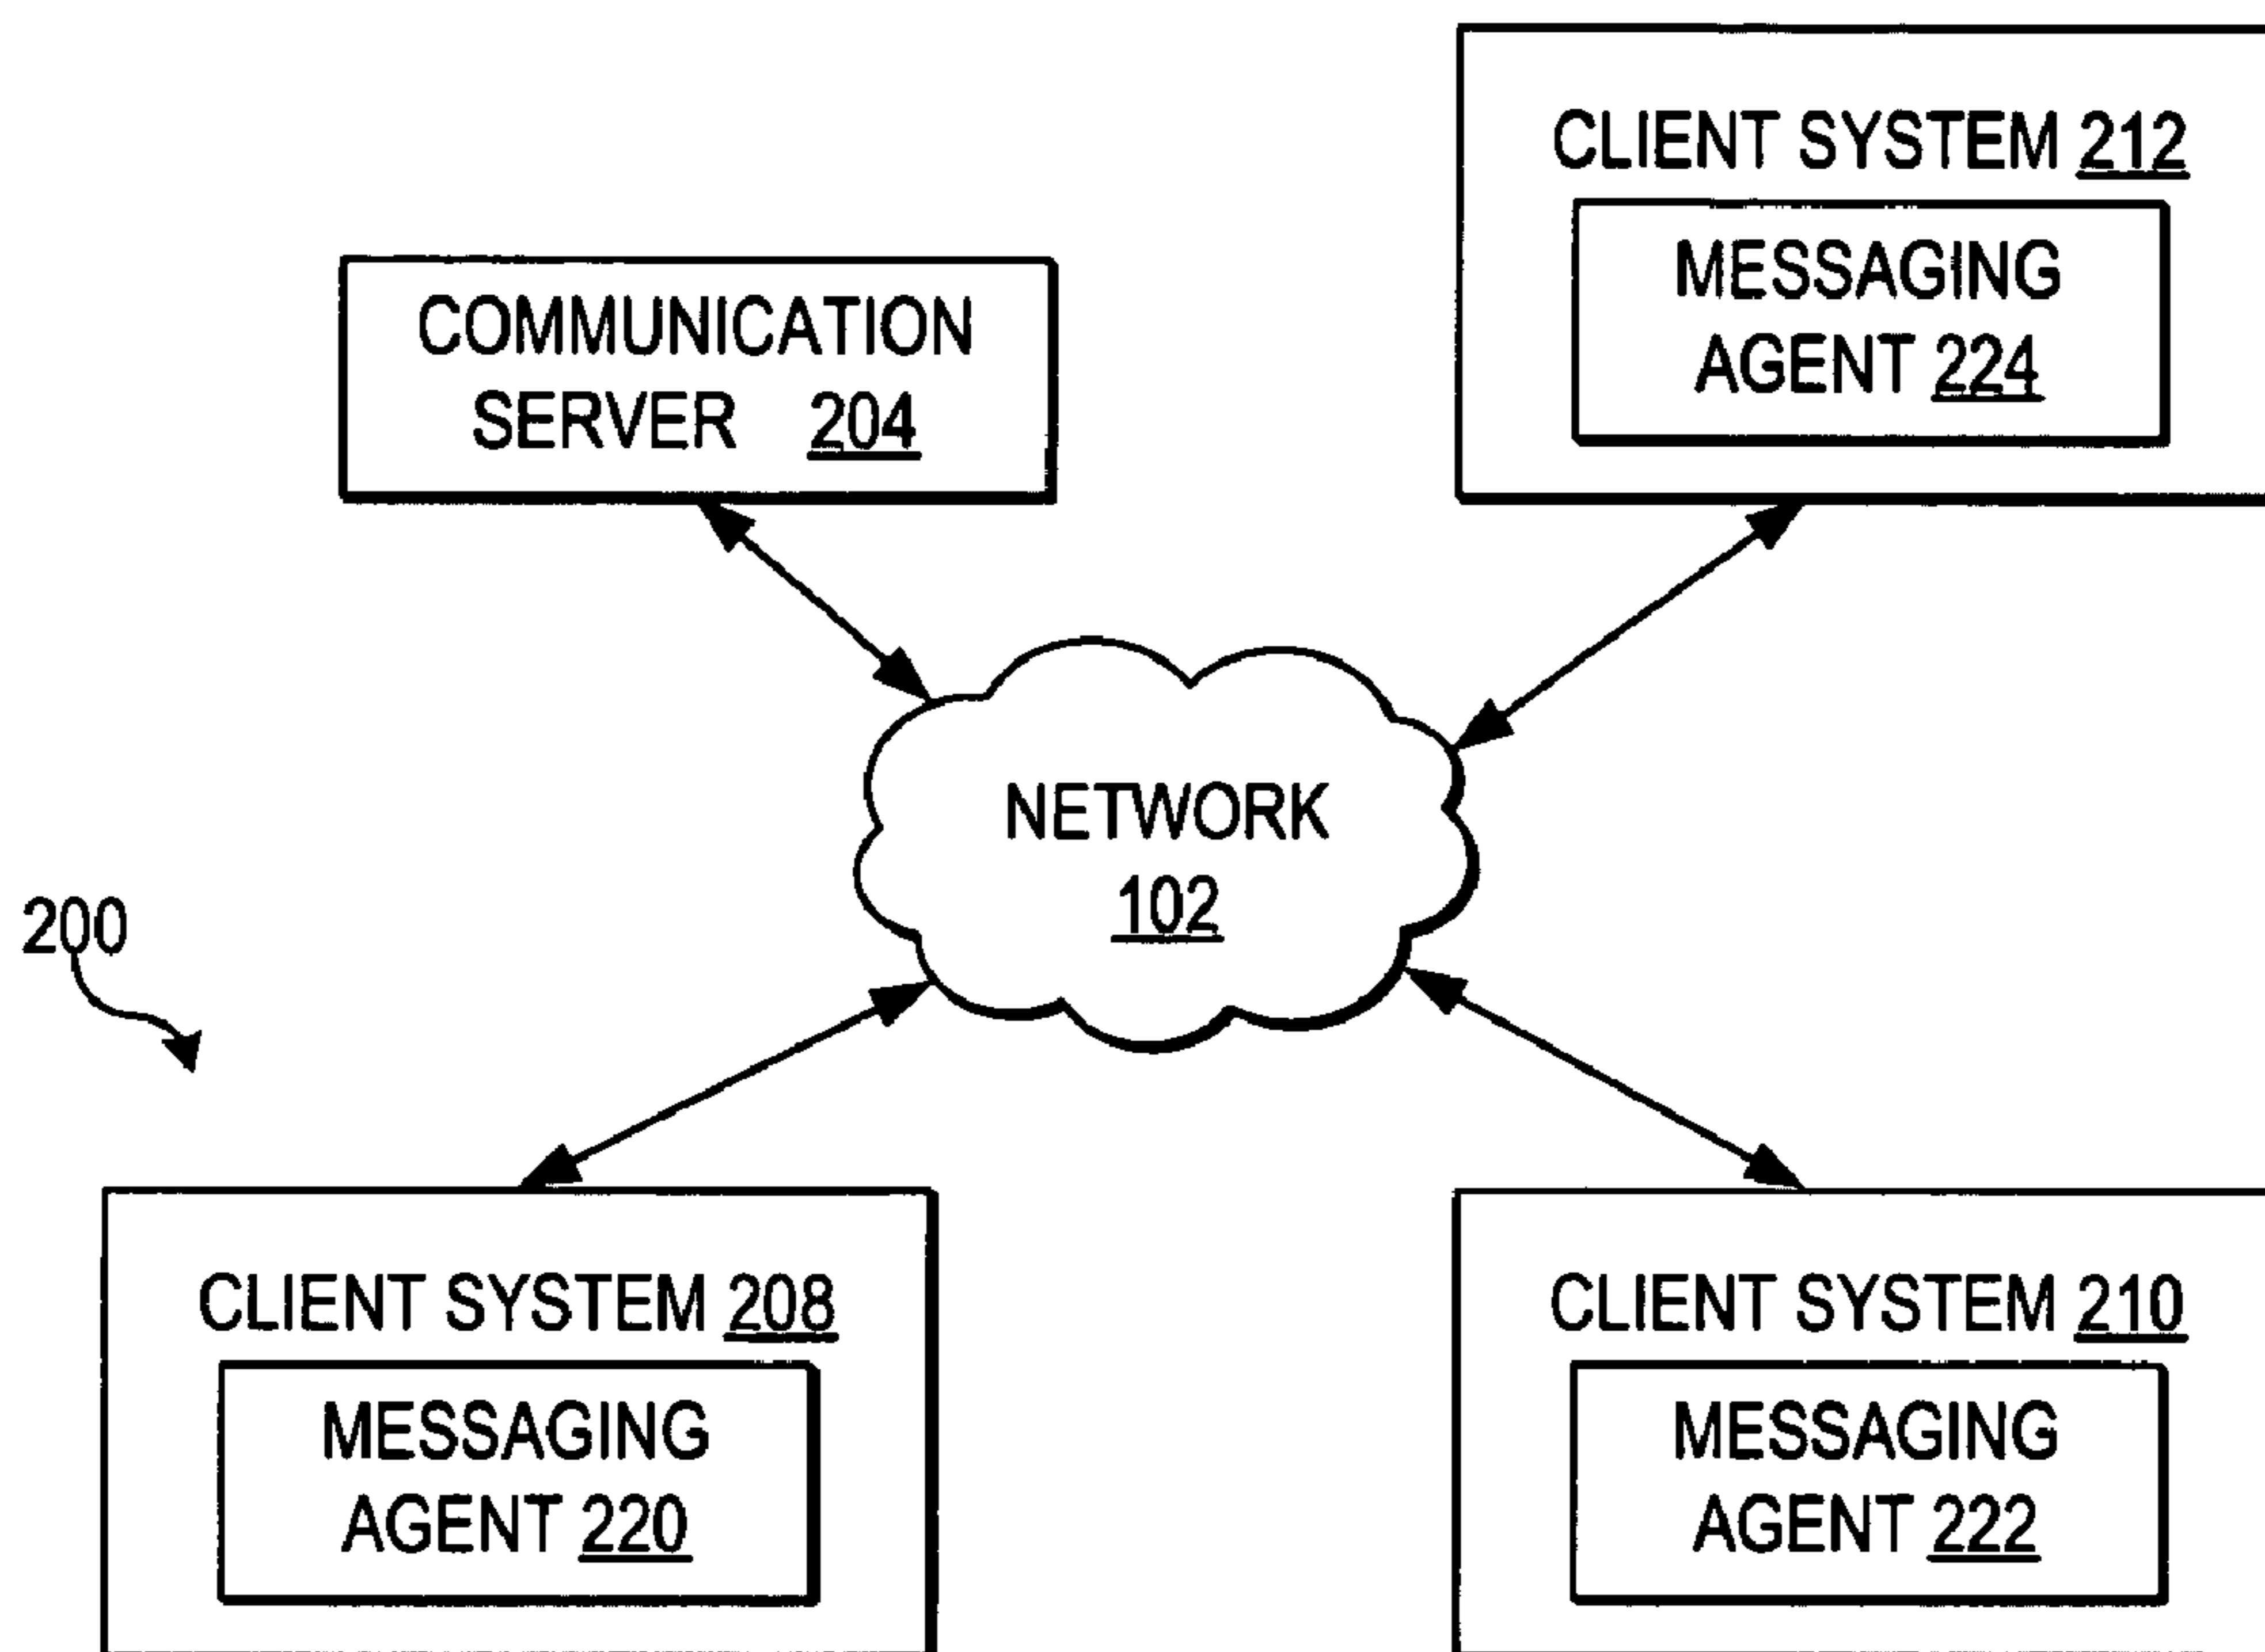 CLIENT SYSTEM 212
MESSAGING
AGENT 224
COMMUNICATION
SERVER 204
NETWORK
102
200
CLIENT SYSTEM 208
MESSAGING
AGENT 220
CLIENT SYSTEM 210
MESSAGING
AGENT 222